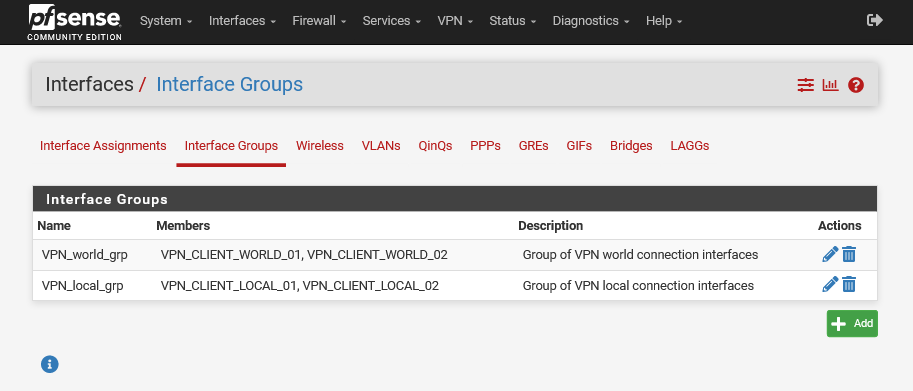 pfsense
COMMUNITY EDITION
System Interfaces Firewall Services VPN Status Diagnostics Help
Interfaces / Interface Groups
Interface Assignments Interface Groups Wireless VLANs QinQs PPPs GREs GIFs Bridges LAGGs
Interface Groups
Name Members Description Actions
VPN_world_grp VPN_CLIENT_WORLD_01, VPN_CLIENT_WORLD_02 Group of VPN world connection interfaces
VPN_local_grp VPN_CLIENT_LOCAL_01, VPN_CLIENT_LOCAL_02 Group of VPN local connection interfaces
Add